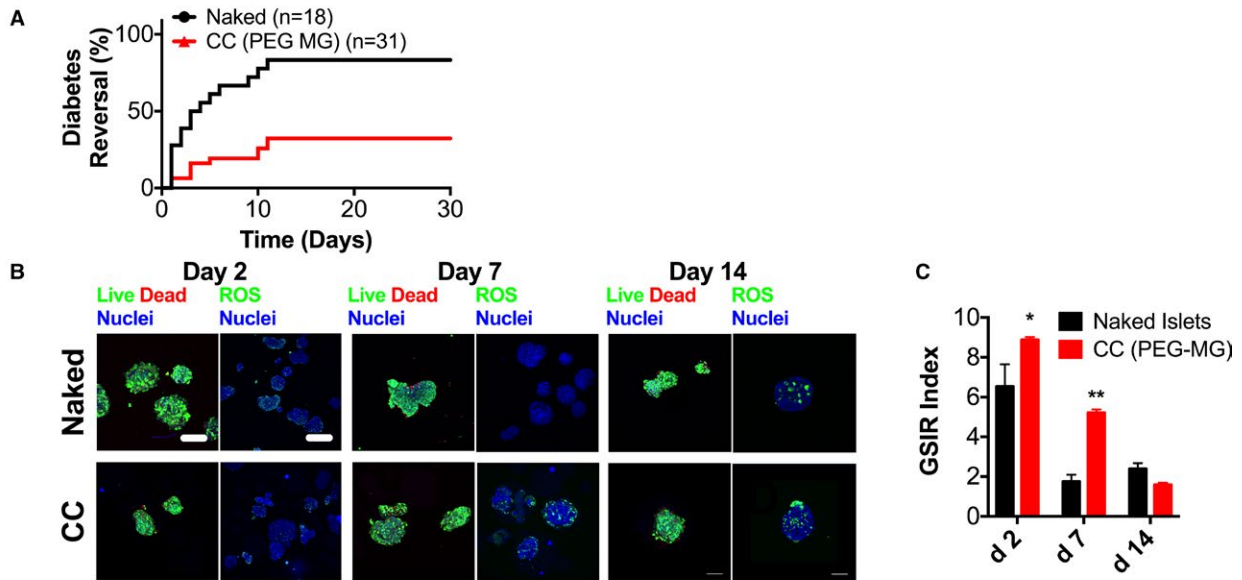 A
100
50
0
Diabetes
Reversal (%)
Naked (n=18)
CC (PEG MG) (n=31)
0 10 20 30
Time (Days)
B
Day 2 Day 7 Day 14
Live Dead ROS Live Dead ROS Live Dead ROS
Nuclei Nuclei Nuclei Nuclei Nuclei Nuclei
Naked
CC
C
GSIR Index
10
8
6
4
2
0
Naked Islets
CC (PEG-MG)
*
**
d 2 d 7 d 14